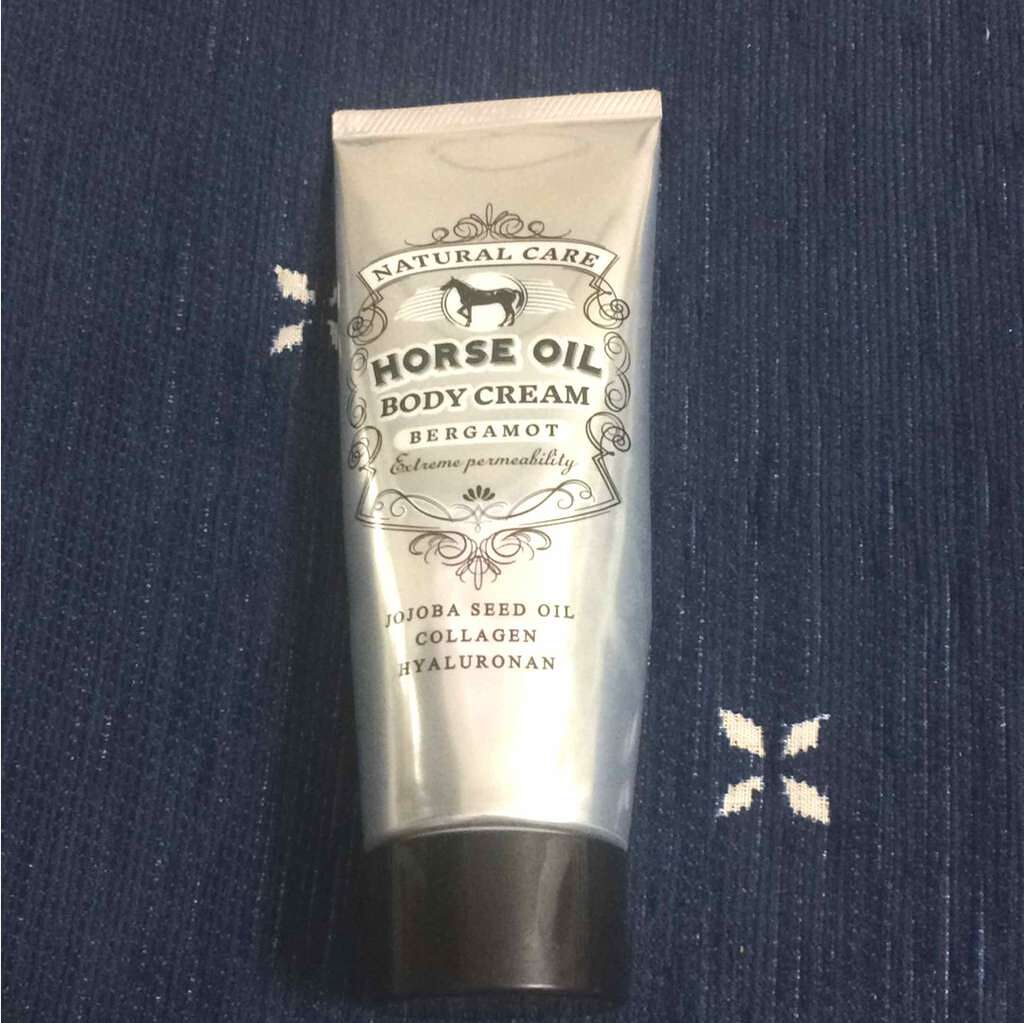 NATURAL CARE
HORSE OIL
BODY CREAM
BERGAMOT
Extreme permeability
JOJOBA SEED OIL
COLLAGEN
HYALURONAN